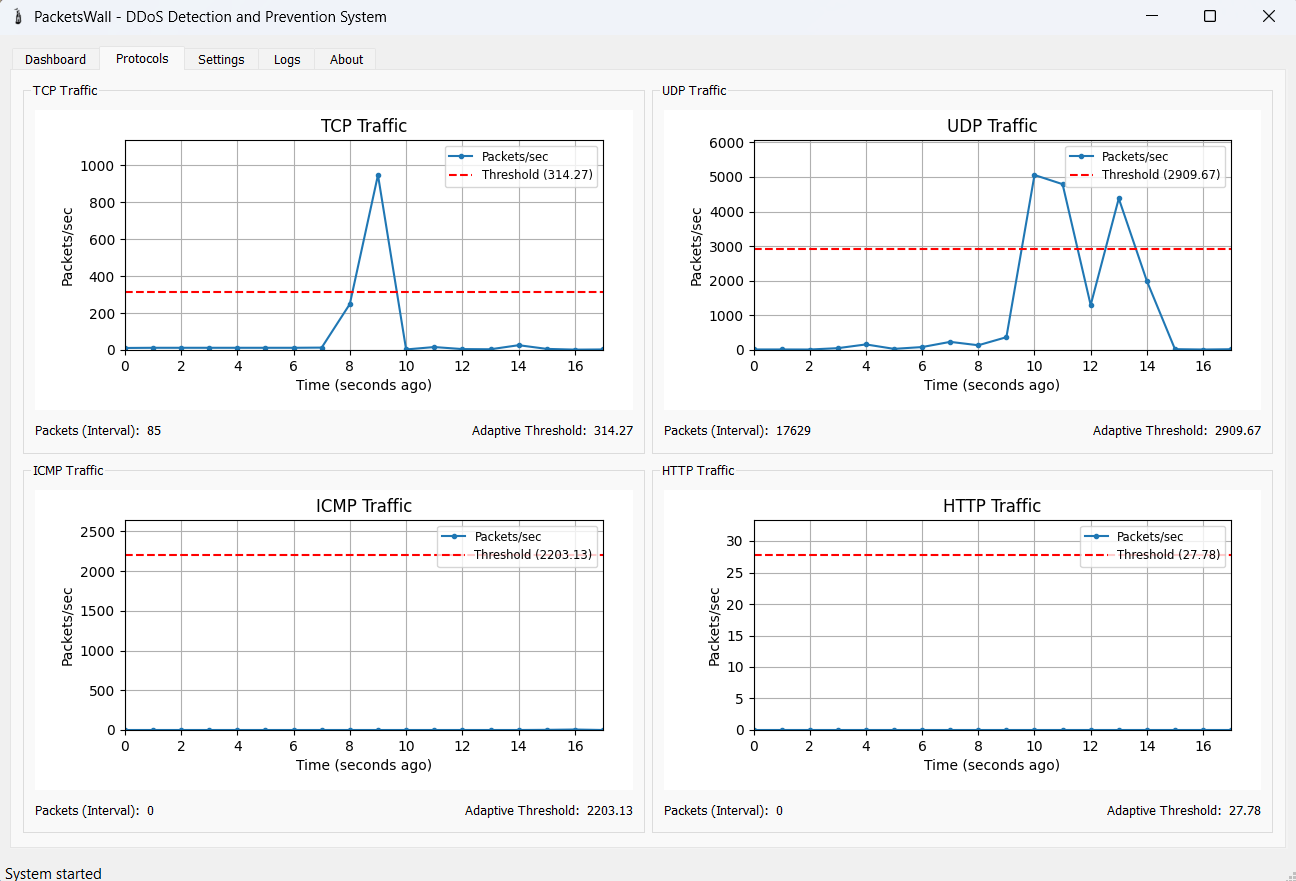 PacketsWall - DDoS Detection and Prevention System
Dashboard Protocols Settings Logs About
TCP Traffic
TCP Traffic
Packets/sec
Threshold (314.27)
1000
800
600
400
200
0
Packets/sec
0 2 4 6 8 10 12 14 16
Time (seconds ago)
Packets (Interval): 85
Adaptive Threshold: 314.27
UDP Traffic
UDP Traffic
Packets/sec
Threshold (2909.67)
6000
5000
4000
3000
2000
1000
0
Packets/sec
0 2 4 6 8 10 12 14 16
Time (seconds ago)
Packets (Interval): 17629
Adaptive Threshold: 2909.67
ICMP Traffic
ICMP Traffic
Packets/sec
Threshold (2203.13)
2500
2000
1500
1000
500
0
Packets/sec
0 2 4 6 8 10 12 14 16
Time (seconds ago)
Packets (Interval): 0
Adaptive Threshold: 2203.13
HTTP Traffic
HTTP Traffic
Packets/sec
Threshold (27.78)
30
25
20
15
10
5
0
Packets/sec
0 2 4 6 8 10 12 14 16
Time (seconds ago)
Packets (Interval): 0
Adaptive Threshold: 27.78
System started